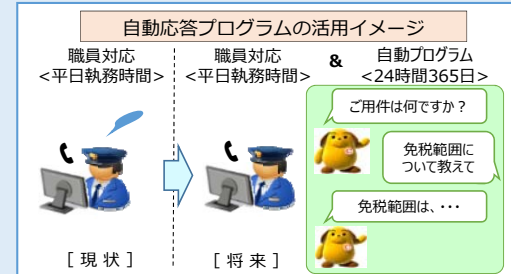 自動応答プログラムの活用イメージ
職員対応
<平日執務時間>
職員対応
<平日執務時間>
&
自動プログラム
<24時間365日>
ご用件は何ですか？
免税範囲に
ついて教えて
免税範囲は、・・・
[ 現 状 ]
[ 将 来 ]